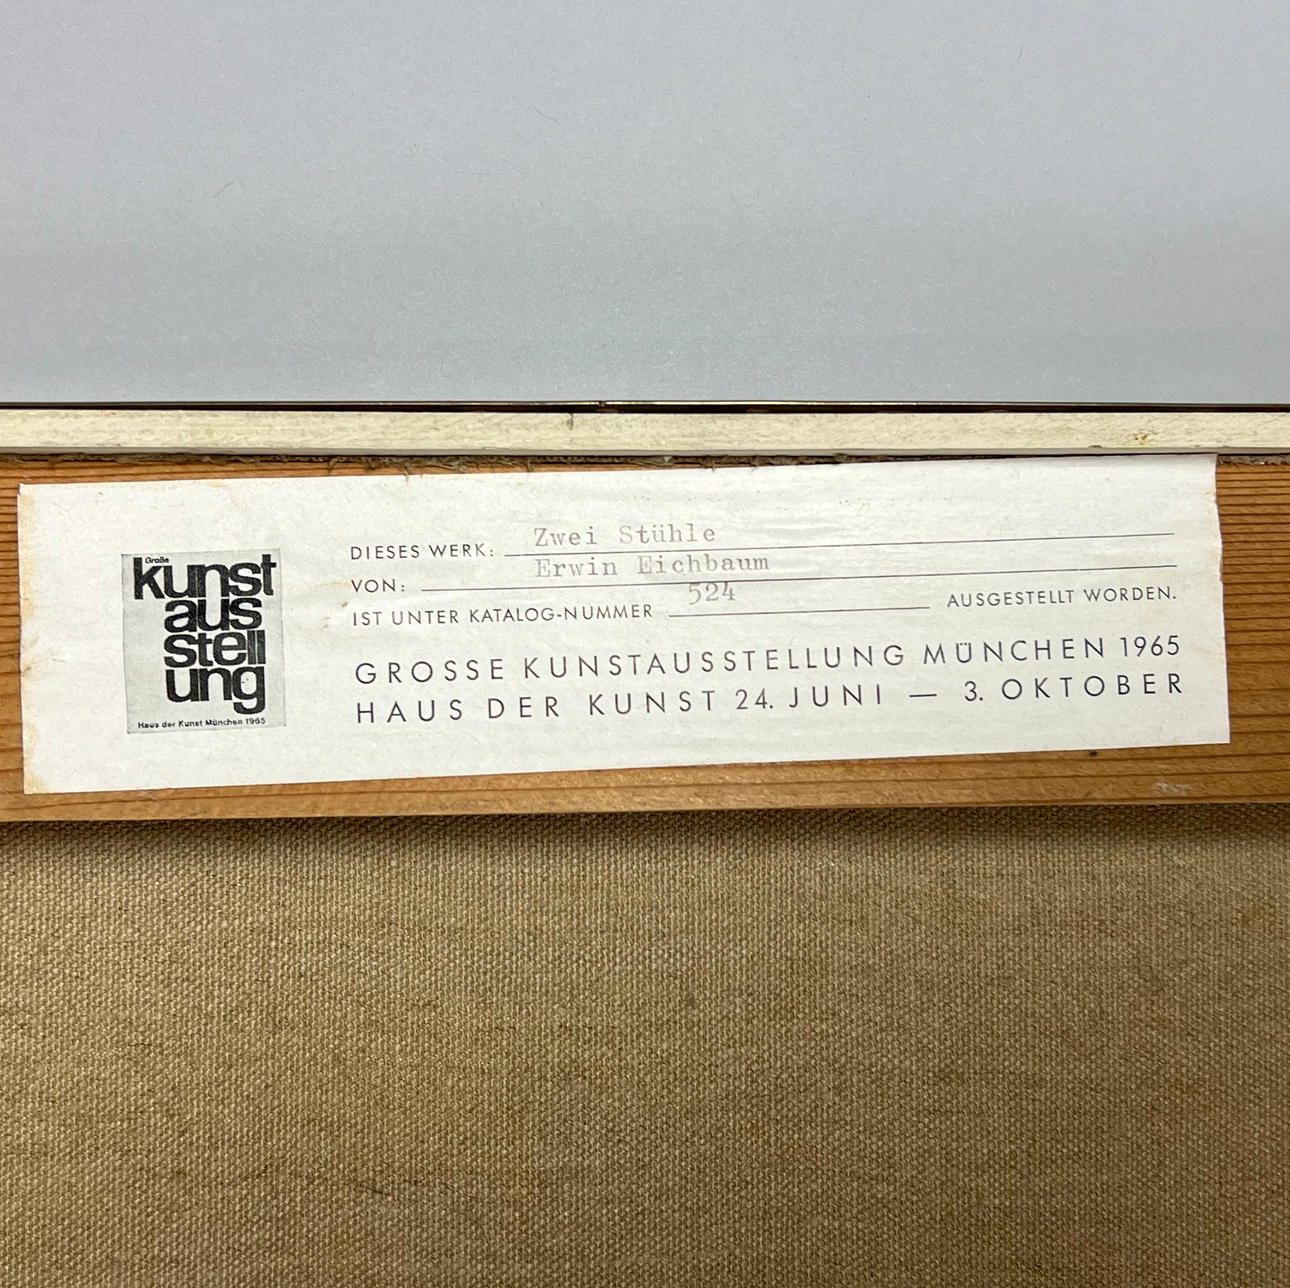 Große
kunst
aus
stell
ung
Haus der Kunst München 1965
DIESES WERK: Zwei Stühle
VON: Erwin Eichbaum
IST UNTER KATALOG-NUMMER 524 AUSGESTELLT WORDEN.
GROSSE KUNSTAUSSTELLUNG MÜNCHEN 1965
HAUS DER KUNST 24. JUNI — 3. OKTOBER